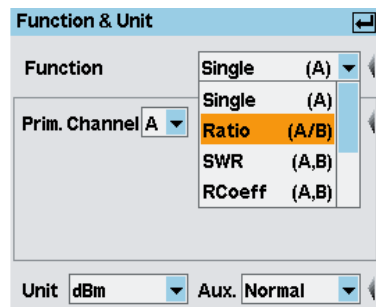 Function & Unit
Function Single (A)
Single (A)
Prim. Channel A
Ratio (A/B)
SWR (A,B)
RCoeff (A,B)
Unit dBm Aux. Normal